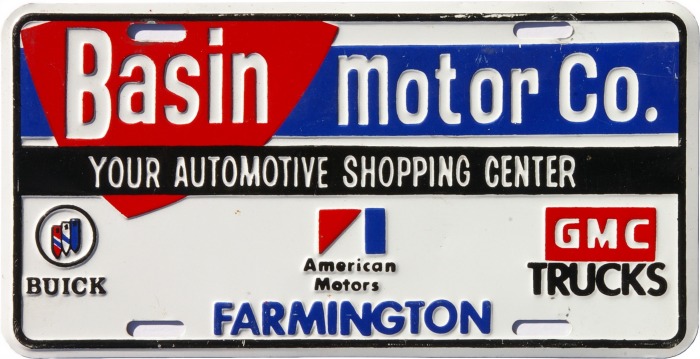 Basin Motor Co.
YOUR AUTOMOTIVE SHOPPING CENTER
BUICK
American
Motors
GMC
TRUCKS
FARMINGTON